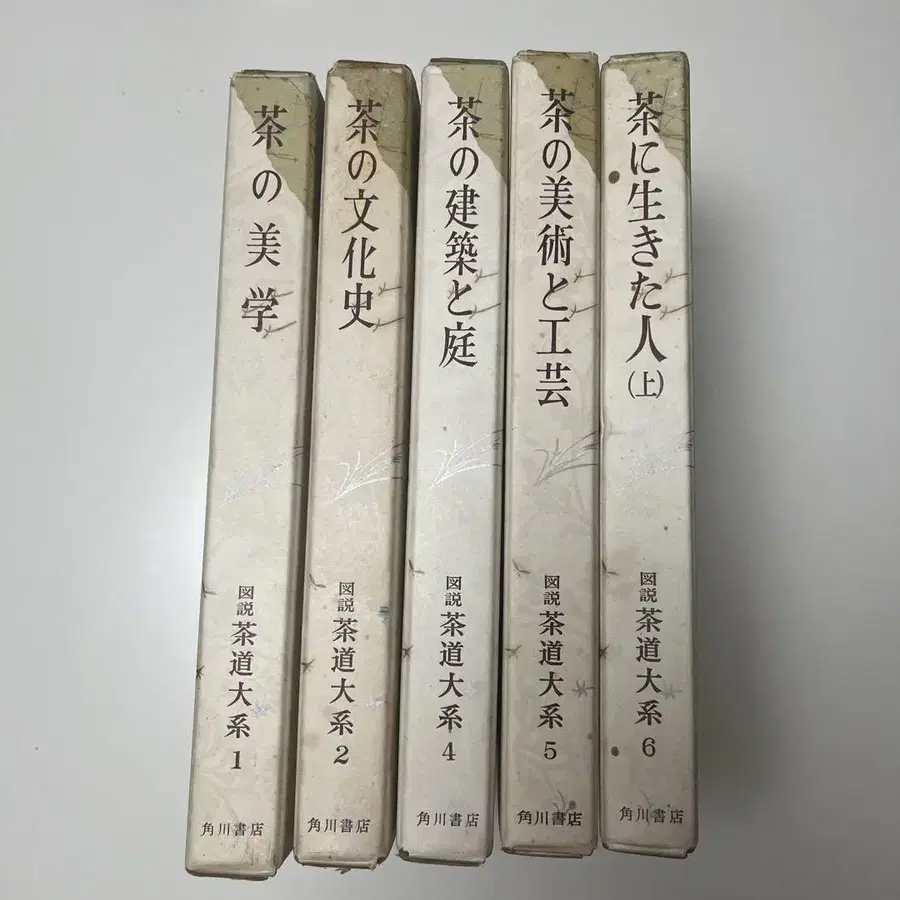 茶の美学
図説
茶道大系
1
角川書店
茶の文化史
図説
茶道大系
2
角川書店
茶の建築と庭
図説
茶道大系
4
角川書店
茶の美術と工芸
図説
茶道大系
5
角川書店
茶に生きた人
(上)
図説
茶道大系
6
角川書店